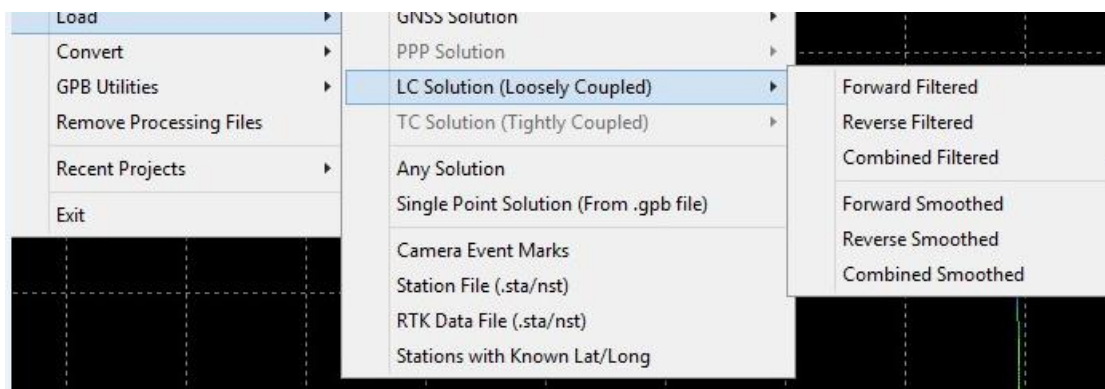 Load
Convert
GPB Utilities
Remove Processing Files
Recent Projects
Exit
GNSS Solution
PPP Solution
LC Solution (Loosely Coupled)
TC Solution (Tightly Coupled)
Any Solution
Single Point Solution (From .gpb file)
Camera Event Marks
Station File (.sta/nst)
RTK Data File (.sta/nst)
Stations with Known Lat/Long
Forward Filtered
Reverse Filtered
Combined Filtered
Forward Smoothed
Reverse Smoothed
Combined Smoothed